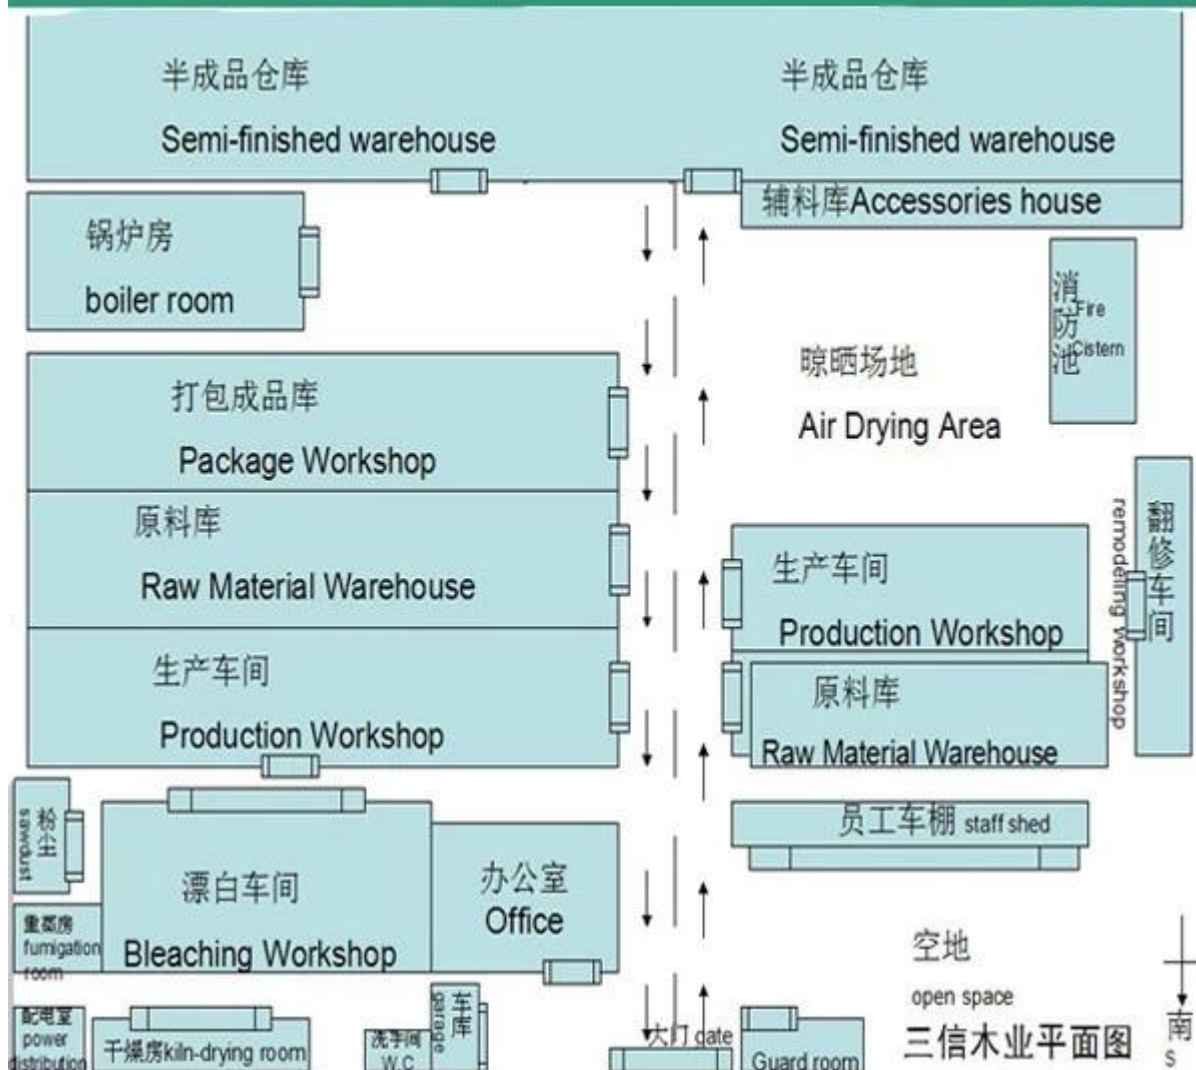 半成品仓库
Semi-finished warehouse
半成品仓库
Semi-finished warehouse
辅料库Accessories house
锅炉房
boiler room
消防池
Fire
Cistern
晾晒场地
Air Drying Area
打包成品库
Package Workshop
原料库
Raw Material Warehouse
生产车间
Production Workshop
生产车间
Production Workshop
翻修车间
remodeling workshop
原料库
Raw Material Warehouse
粉尘
sawdust
漂白车间
Bleaching Workshop
办公室
Office
员工车棚 staff shed
重蒸房
fumigation
room
空地
open space
配电室
power
distribution
干燥房kiln-drying room
洗手间
W.C
车库
garage
大门 gate
Guard room
三信木业平面图
南
S